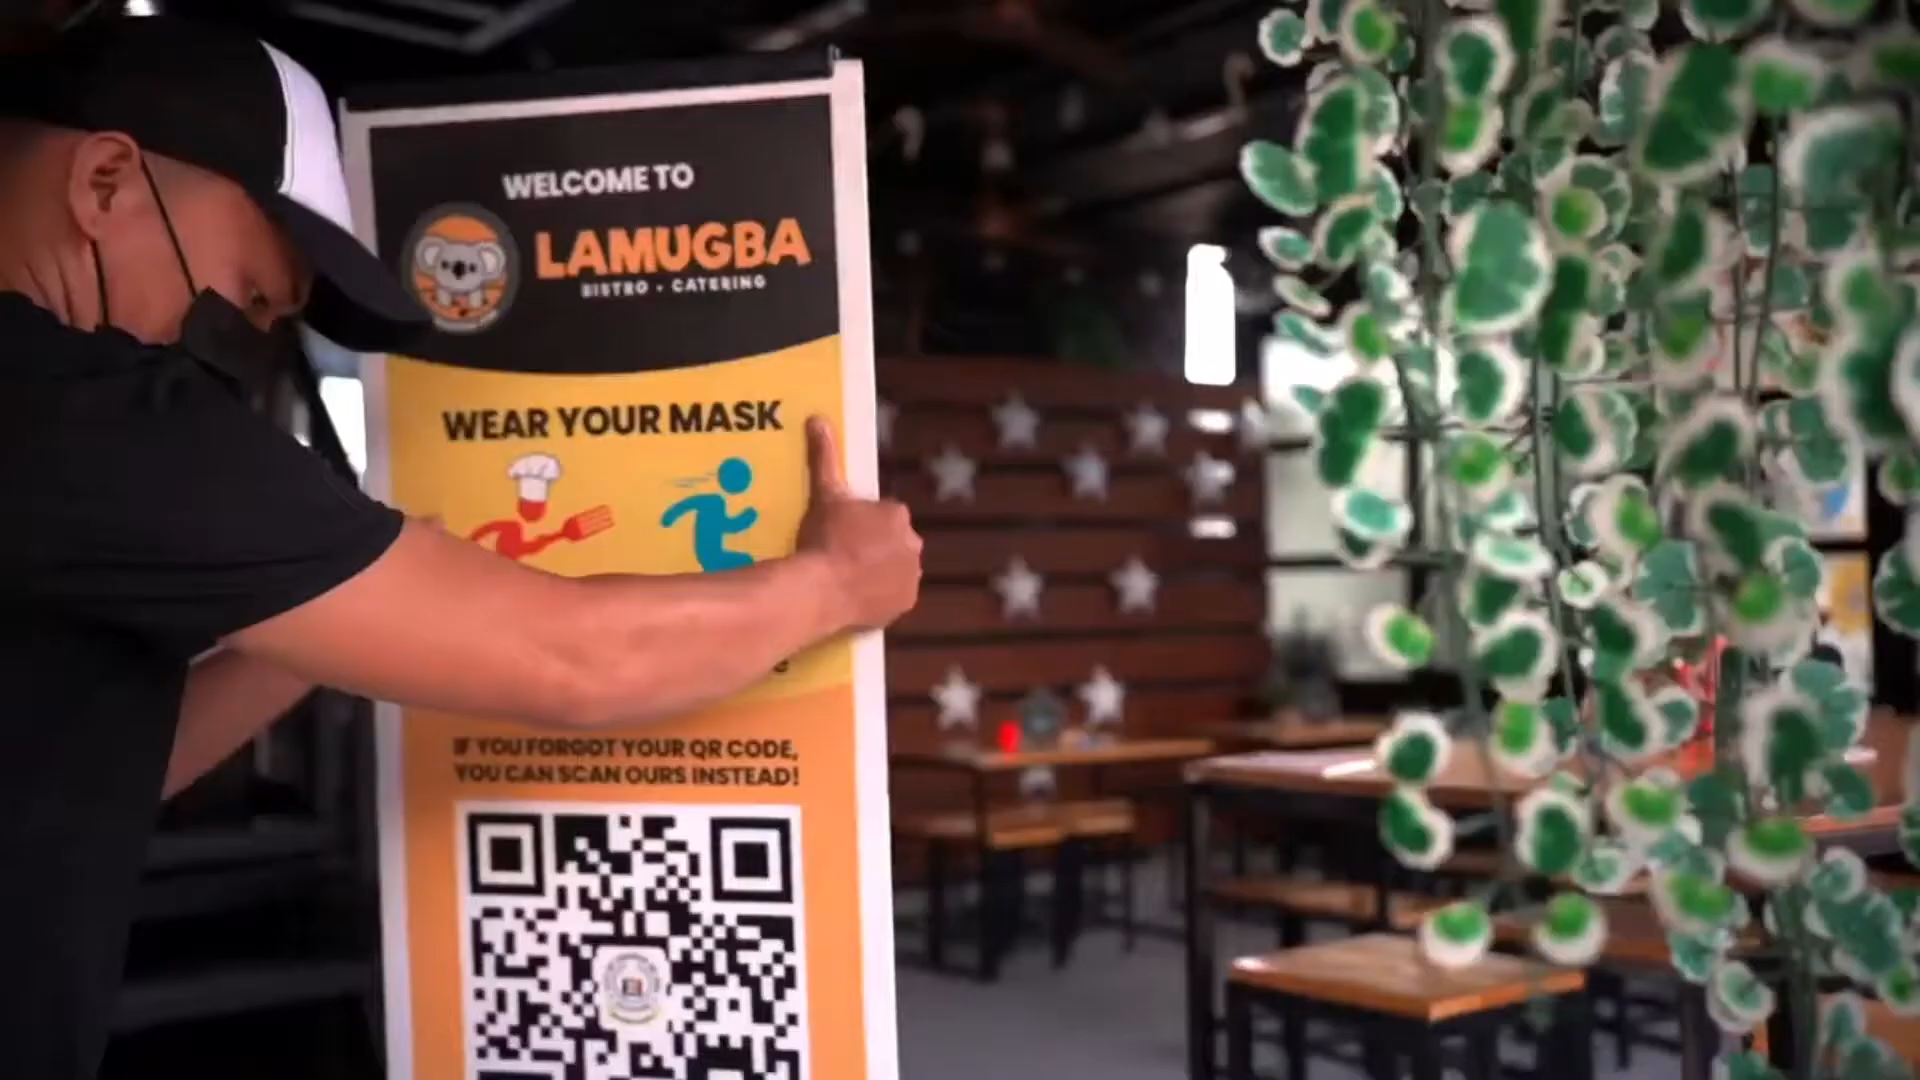 WELCOME TO
LAMUGBA
BISTRO • CATERING
WEAR YOUR MASK
IF YOU FORGOT YOUR QR CODE,
YOU CAN SCAN OURS INSTEAD!